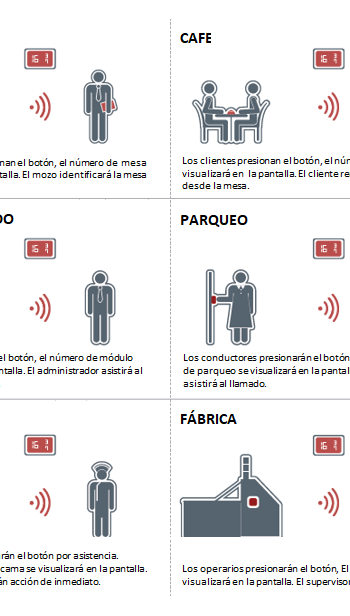 CAFE
nan el botón, el número de mesa
talla. El mozo identificará la mesa
Los clientes presionan el botón, el núr
visualizará en la pantalla. El cliente re
desde la mesa.
DO
PARQUEO
el botón, el número de módulo
ntalla. El administrador asistirá al
Los conductores presionarán el botón
de parqueo se visualizará en la pantal
asistirá al llamado.
FÁBRICA
rán el botón por asistencia.
cama se visualizará en la pantalla.
án acción de inmediato.
Los operarios presionarán el botón, El
visualizará en la pantalla. El superviso